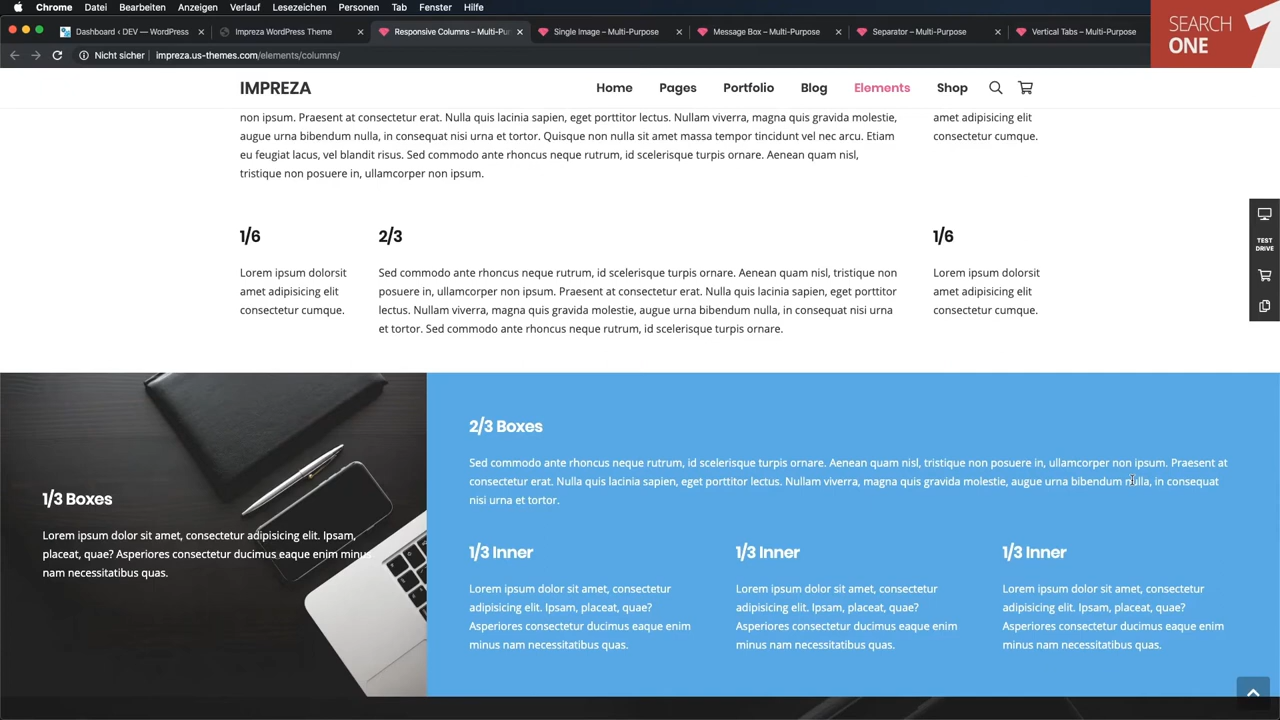 Chrome Datei Bearbeiten Anzeigen Verlauf Lesezeichen Personen Tab Fenster Hilfe
Dashboard ‹ DEV — WordPress
Impreza WordPress Theme
Responsive Columns – Multi-Pu
Single Image – Multi-Purpose
Message Box – Multi-Purpose
Separator – Multi-Purpose
Vertical Tabs – Multi-Purpose
SEARCH
ONE
Nicht sicher impreza.us-themes.com/elements/columns/
IMPREZA
Home Pages Portfolio Blog Elements Shop
non ipsum. Praesent at consectetur erat. Nulla quis lacinia sapien, eget porttitor lectus. Nullam viverra, magna quis gravida molestie,
augue urna bibendum nulla, in consequat nisi urna et tortor. Quisque non nulla sit amet massa tempor tincidunt vel nec arcu. Etiam
eu feugiat lacus, vel blandit risus. Sed commodo ante rhoncus neque rutrum, id scelerisque turpis ornare. Aenean quam nisl,
tristique non posuere in, ullamcorper non ipsum.
amet adipisicing elit
consectetur cumque.
TEST
DRIVE
1/6
Lorem ipsum dolorsit
amet adipisicing elit
consectetur cumque.
2/3
Sed commodo ante rhoncus neque rutrum, id scelerisque turpis ornare. Aenean quam nisl, tristique non
posuere in, ullamcorper non ipsum. Praesent at consectetur erat. Nulla quis lacinia sapien, eget porttitor
lectus. Nullam viverra, magna quis gravida molestie, augue urna bibendum nulla, in consequat nisi urna
et tortor. Sed commodo ante rhoncus neque rutrum, id scelerisque turpis ornare.
1/6
Lorem ipsum dolorsit
amet adipisicing elit
consectetur cumque.
1/3 Boxes
Lorem ipsum dolor sit amet, consectetur adipisicing elit. Ipsam,
placeat, quae? Asperiores consectetur ducimus eaque enim minus
nam necessitatibus quas.
2/3 Boxes
Sed commodo ante rhoncus neque rutrum, id scelerisque turpis ornare. Aenean quam nisl, tristique non posuere in, ullamcorper non ipsum. Praesent at
consectetur erat. Nulla quis lacinia sapien, eget porttitor lectus. Nullam viverra, magna quis gravida molestie, augue urna bibendum nulla, in consequat
nisi urna et tortor.
1/3 Inner
Lorem ipsum dolor sit amet, consectetur
adipisicing elit. Ipsam, placeat, quae?
Asperiores consectetur ducimus eaque enim
minus nam necessitatibus quas.
1/3 Inner
Lorem ipsum dolor sit amet, consectetur
adipisicing elit. Ipsam, placeat, quae?
Asperiores consectetur ducimus eaque enim
minus nam necessitatibus quas.
1/3 Inner
Lorem ipsum dolor sit amet, consectetur
adipisicing elit. Ipsam, placeat, quae?
Asperiores consectetur ducimus eaque enim
minus nam necessitatibus quas.